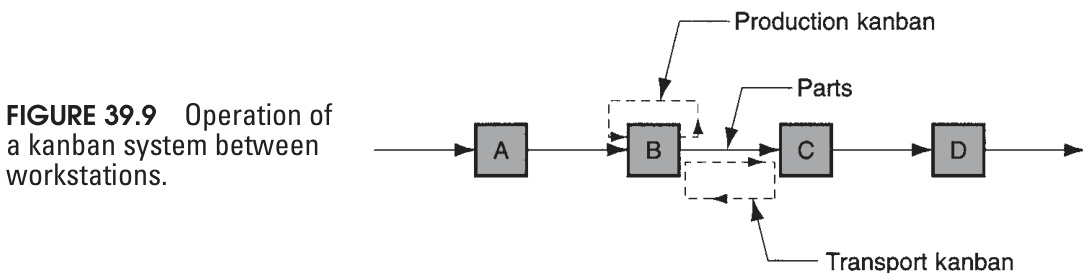 Production kanban
Parts
FIGURE 39.9 Operation of
a kanban system between
workstations.
A B C D
Transport kanban